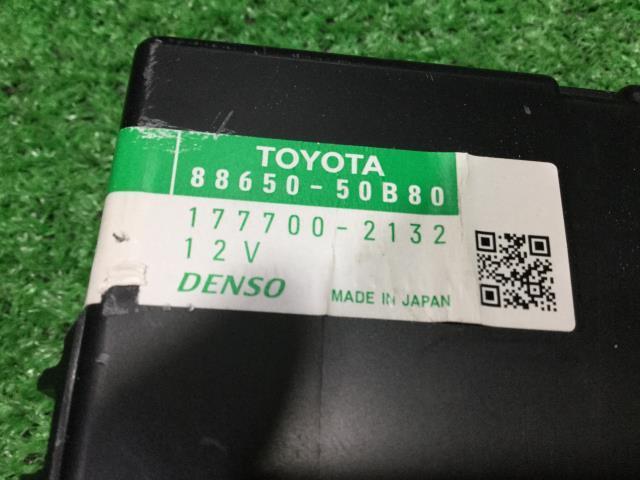 TOYOTA
88650-50B80
177700-2132
12V
DENSO
MADE IN JAPAN